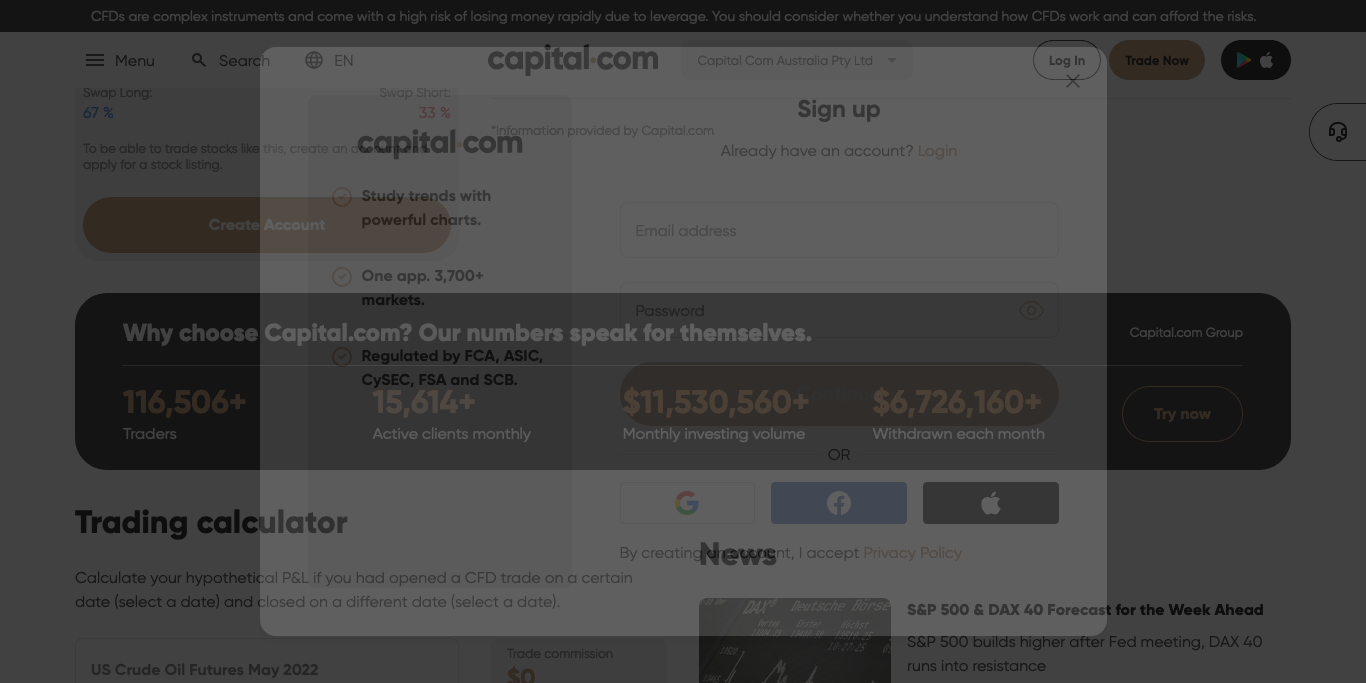 CFDs are complex instruments and come with a high risk of losing money rapidly due to leverage. You should consider whether you understand how CFDs work and can afford the risks.
Menu
Search
EN
capital.com
Capital Com Australia Pty Ltd
Log In
Trade Now
Swap Long:
67 %
Swap Short:
33 %
To be able to trade stocks like this, create an account and
apply for a stock listing.
Create Account
*Information provided by Capital.com
capital.com
Study trends with
powerful charts.
One app. 3,700+
markets.
Regulated by FCA, ASIC,
CySEC, FSA and SCB.
Sign up
Already have an account? Login
Email address
Password
OR
By creating an account, I accept Privacy Policy
Why choose Capital.com? Our numbers speak for themselves.
Capital.com Group
116,506+
Traders
15,614+
Active clients monthly
$11,530,560+
Monthly investing volume
$6,726,160+
Withdrawn each month
Try now
Trading calculator
Calculate your hypothetical P&L if you had opened a CFD trade on a certain
date (select a date) and closed on a different date (select a date).
US Crude Oil Futures May 2022
Trade commission
$0
News
DAX Deutsche Börse
S&P 500 & DAX 40 Forecast for the Week Ahead
S&P 500 builds higher after Fed meeting, DAX 40
runs into resistance